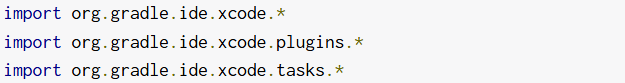 import org.gradle.ide.xcode.*
import org.gradle.ide.xcode.plugins.*
import org.gradle.ide.xcode.tasks.*